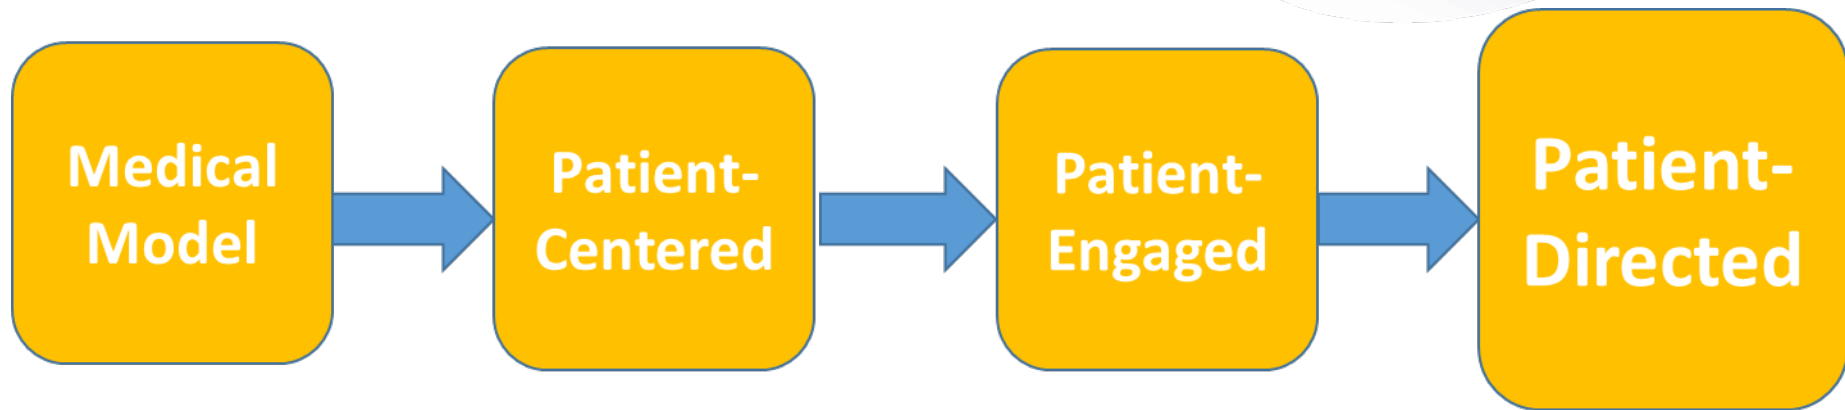 Medical
Model
Patient-
Centered
Patient-
Engaged
Patient-
Directed